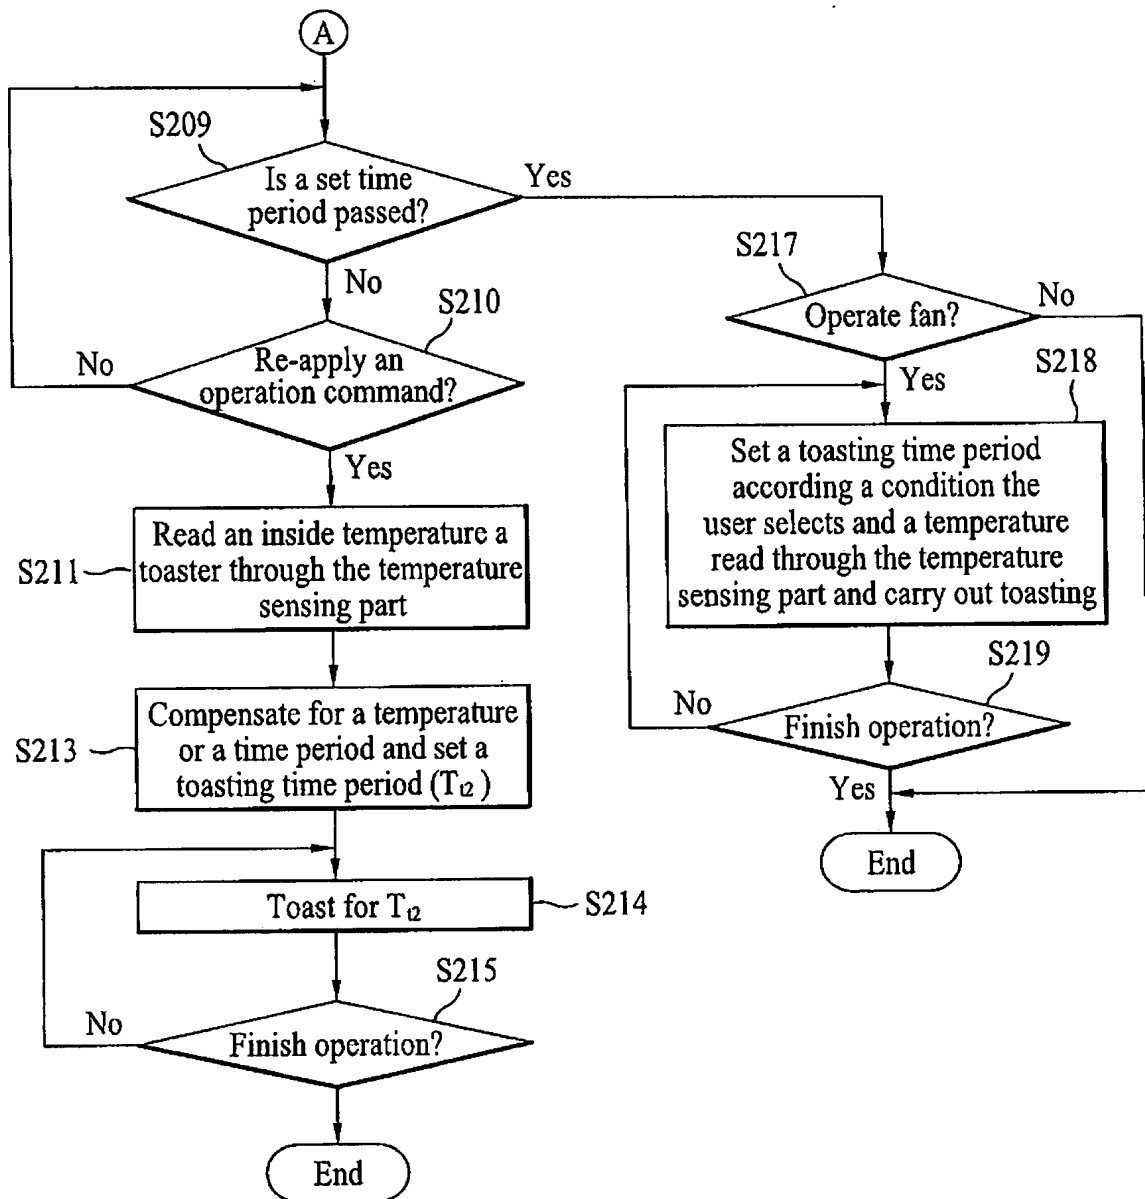 A
S209
Is a set time
period passed?
Yes
No
S210
Re-apply an
operation command?
No
Yes
S211
Read an inside temperature a
toaster through the temperature
sensing part
S213
Compensate for a temperature
or a time period and set a
toasting time period (Tt2)
Toast for Tt2
S214
S215
Finish operation?
No
End
S217
Operate fan?
No
Yes
S218
Set a toasting time period
according a condition the
user selects and a temperature
read through the temperature
sensing part and carry out toasting
S219
Finish operation?
No
Yes
End